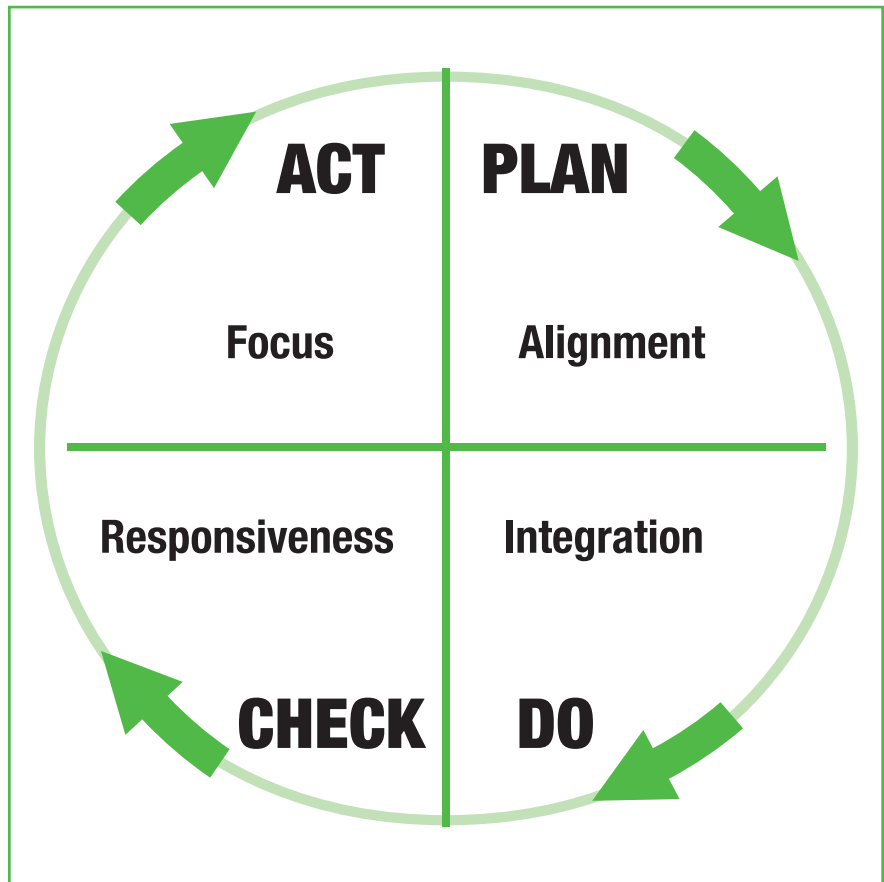 ACT
PLAN
Focus
Alignment
Responsiveness
Integration
CHECK
DO